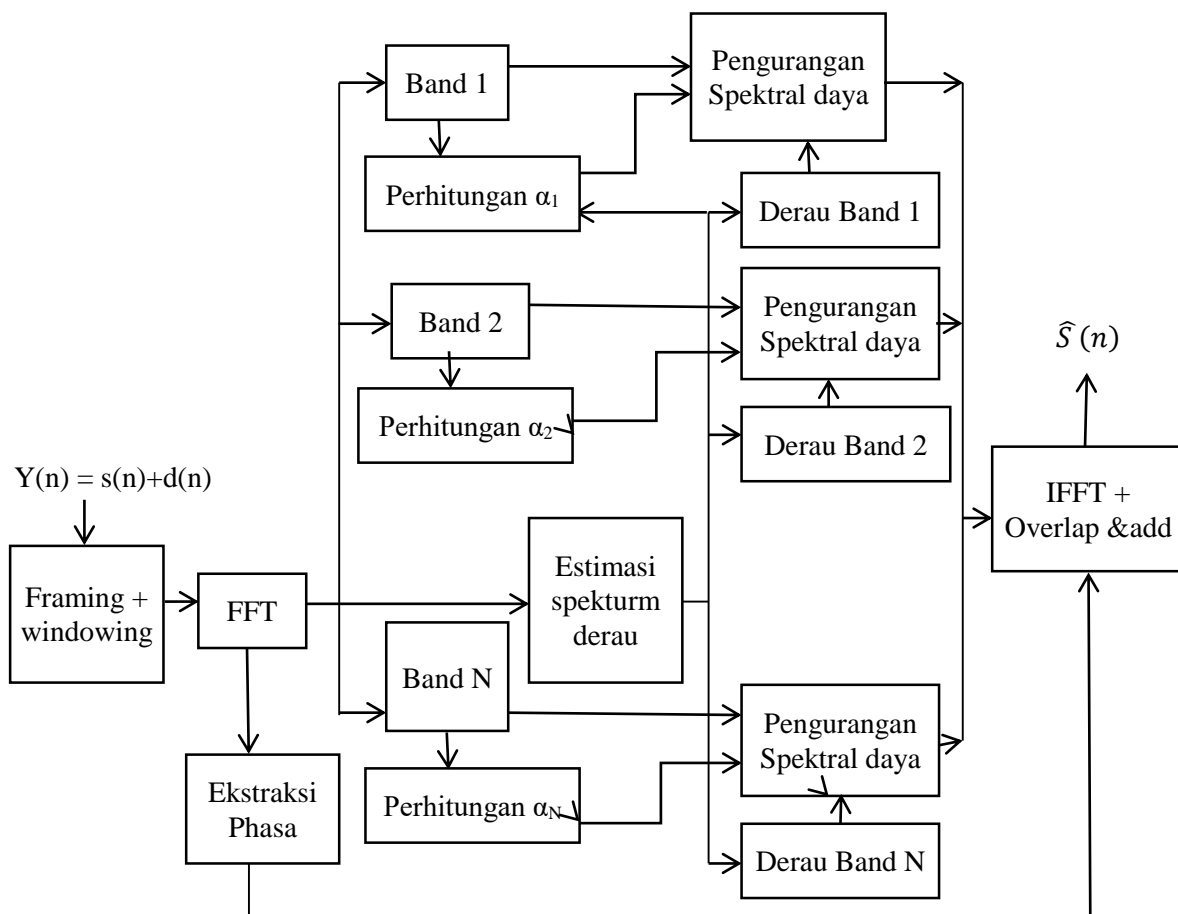 Band 1
Pengurangan
Spektral daya
Perhitungan α₁
Derau Band 1
Band 2
Pengurangan
Spektral daya
Perhitungan α₂
Derau Band 2
Ŝ (n)
Y(n) = s(n)+d(n)
Framing +
windowing
FFT
Estimasi
spekturm
derau
IFFT +
Overlap &add
Band N
Pengurangan
Spektral daya
Ekstraksi
Phasa
Perhitungan αN
Derau Band N